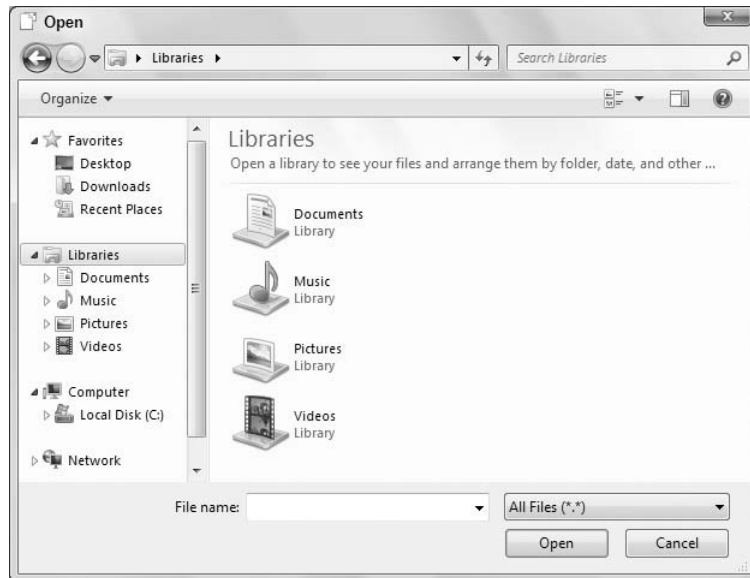 Open
Libraries
Search Libraries
Organize
Favorites
Desktop
Downloads
Recent Places
Libraries
Documents
Music
Pictures
Videos
Computer
Local Disk (C:)
Network
Libraries
Open a library to see your files and arrange them by folder, date, and other ...
Documents
Library
Music
Library
Pictures
Library
Videos
Library
File name:
All Files (*.*)
Open
Cancel